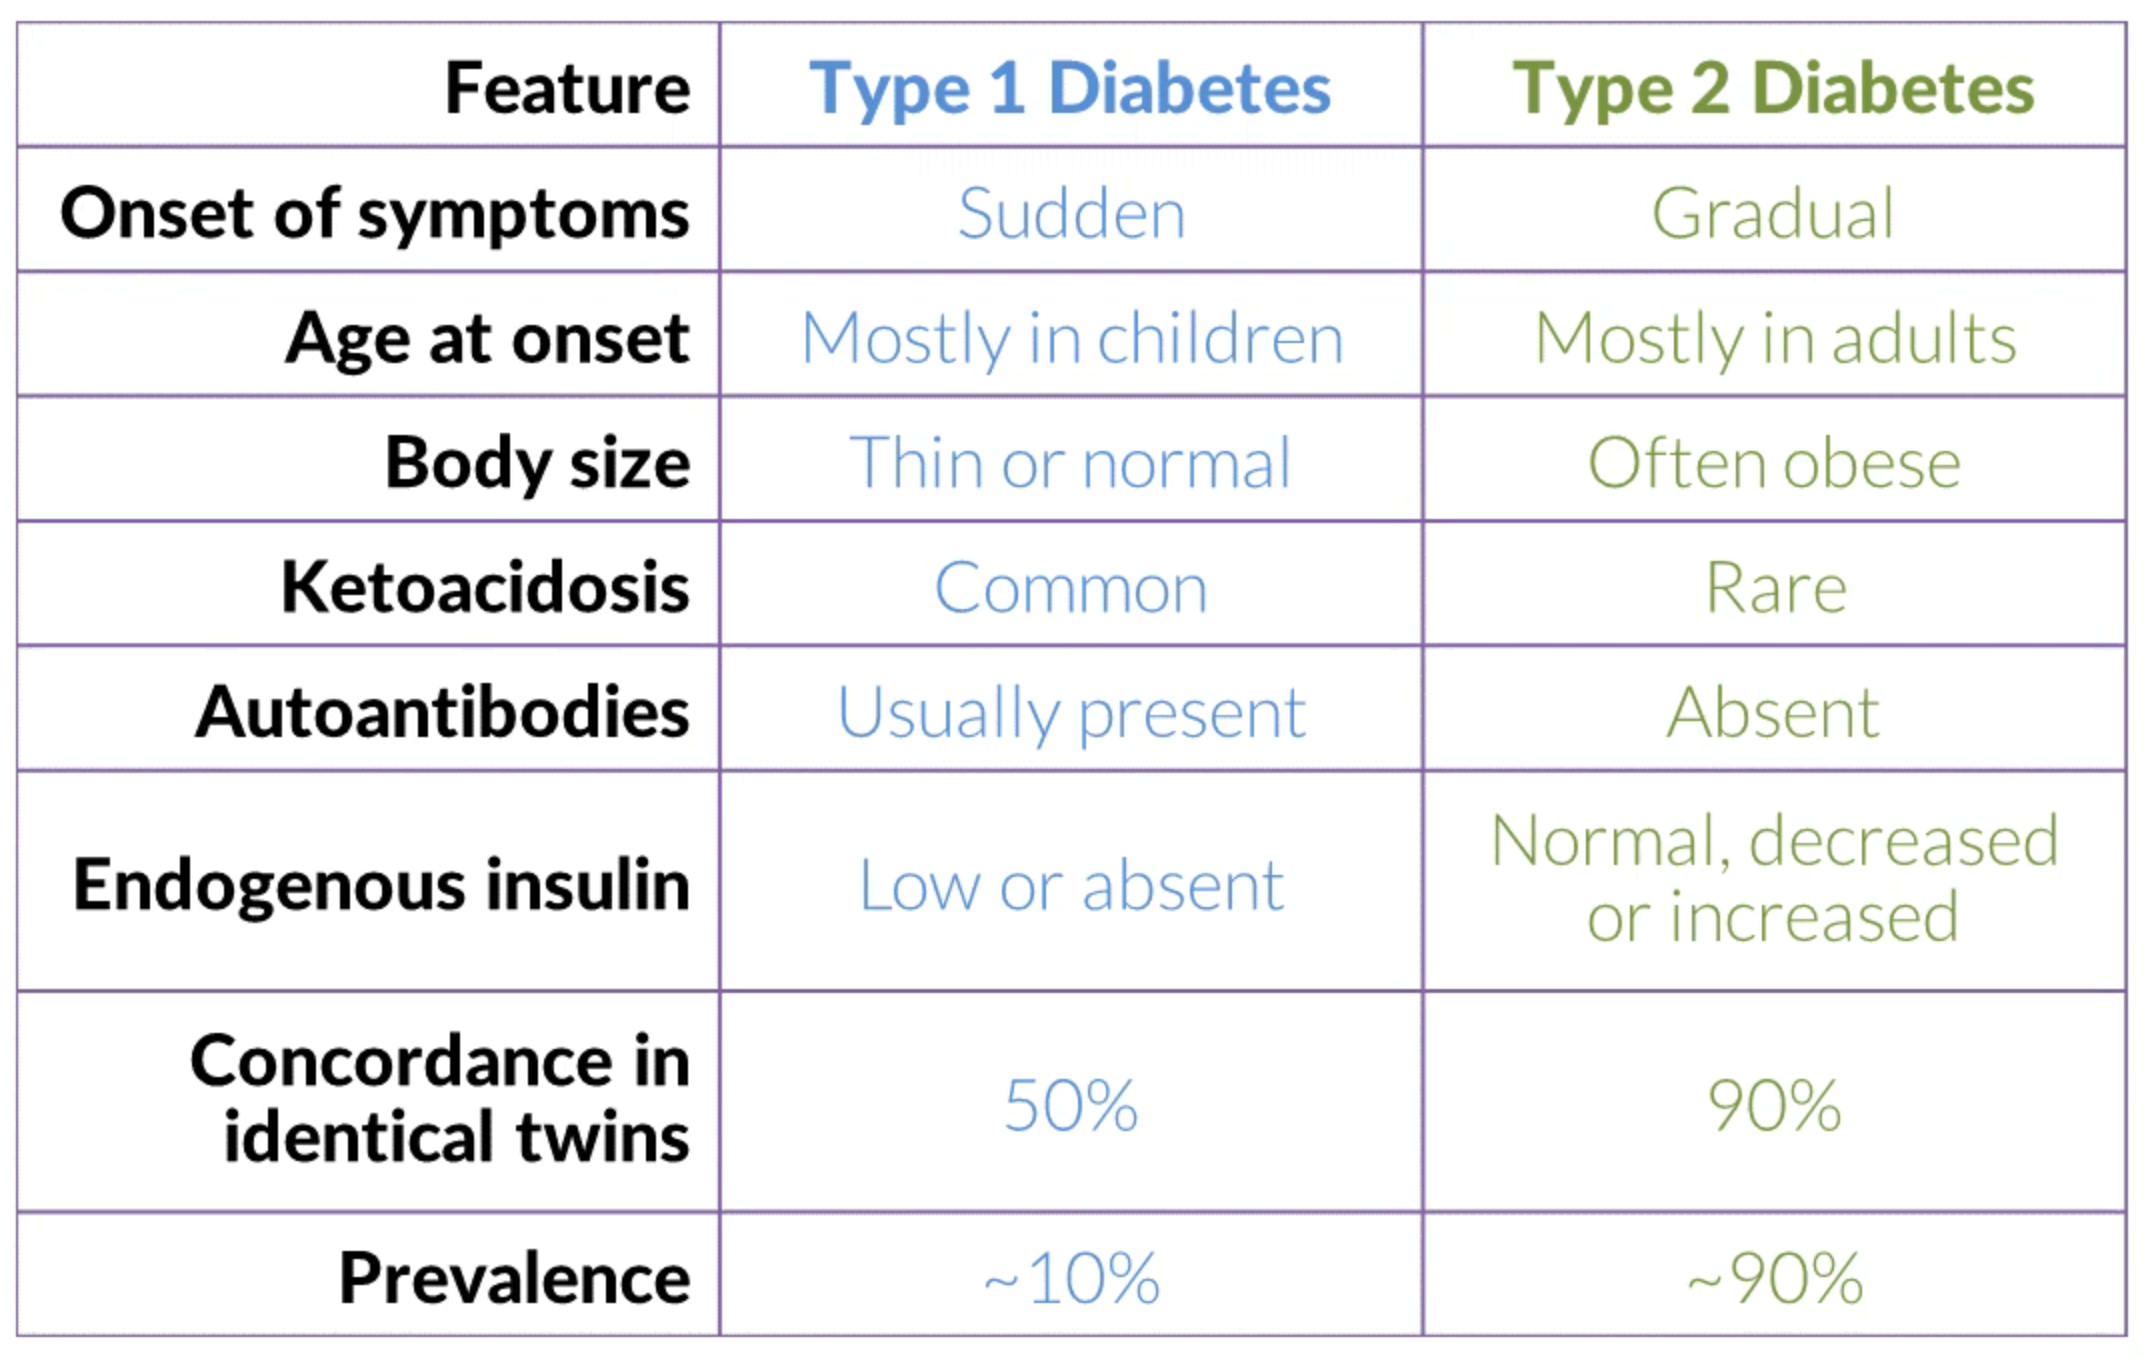 Feature Type 1 Diabetes Type 2 Diabetes
Onset of symptoms Sudden Gradual
Age at onset Mostly in children Mostly in adults
Body size Thin or normal Often obese
Ketoacidosis Common Rare
Autoantibodies Usually present Absent
Endogenous insulin Low or absent Normal, decreased
or increased
Concordance in
identical twins 50% 90%
Prevalence ~10% ~90%